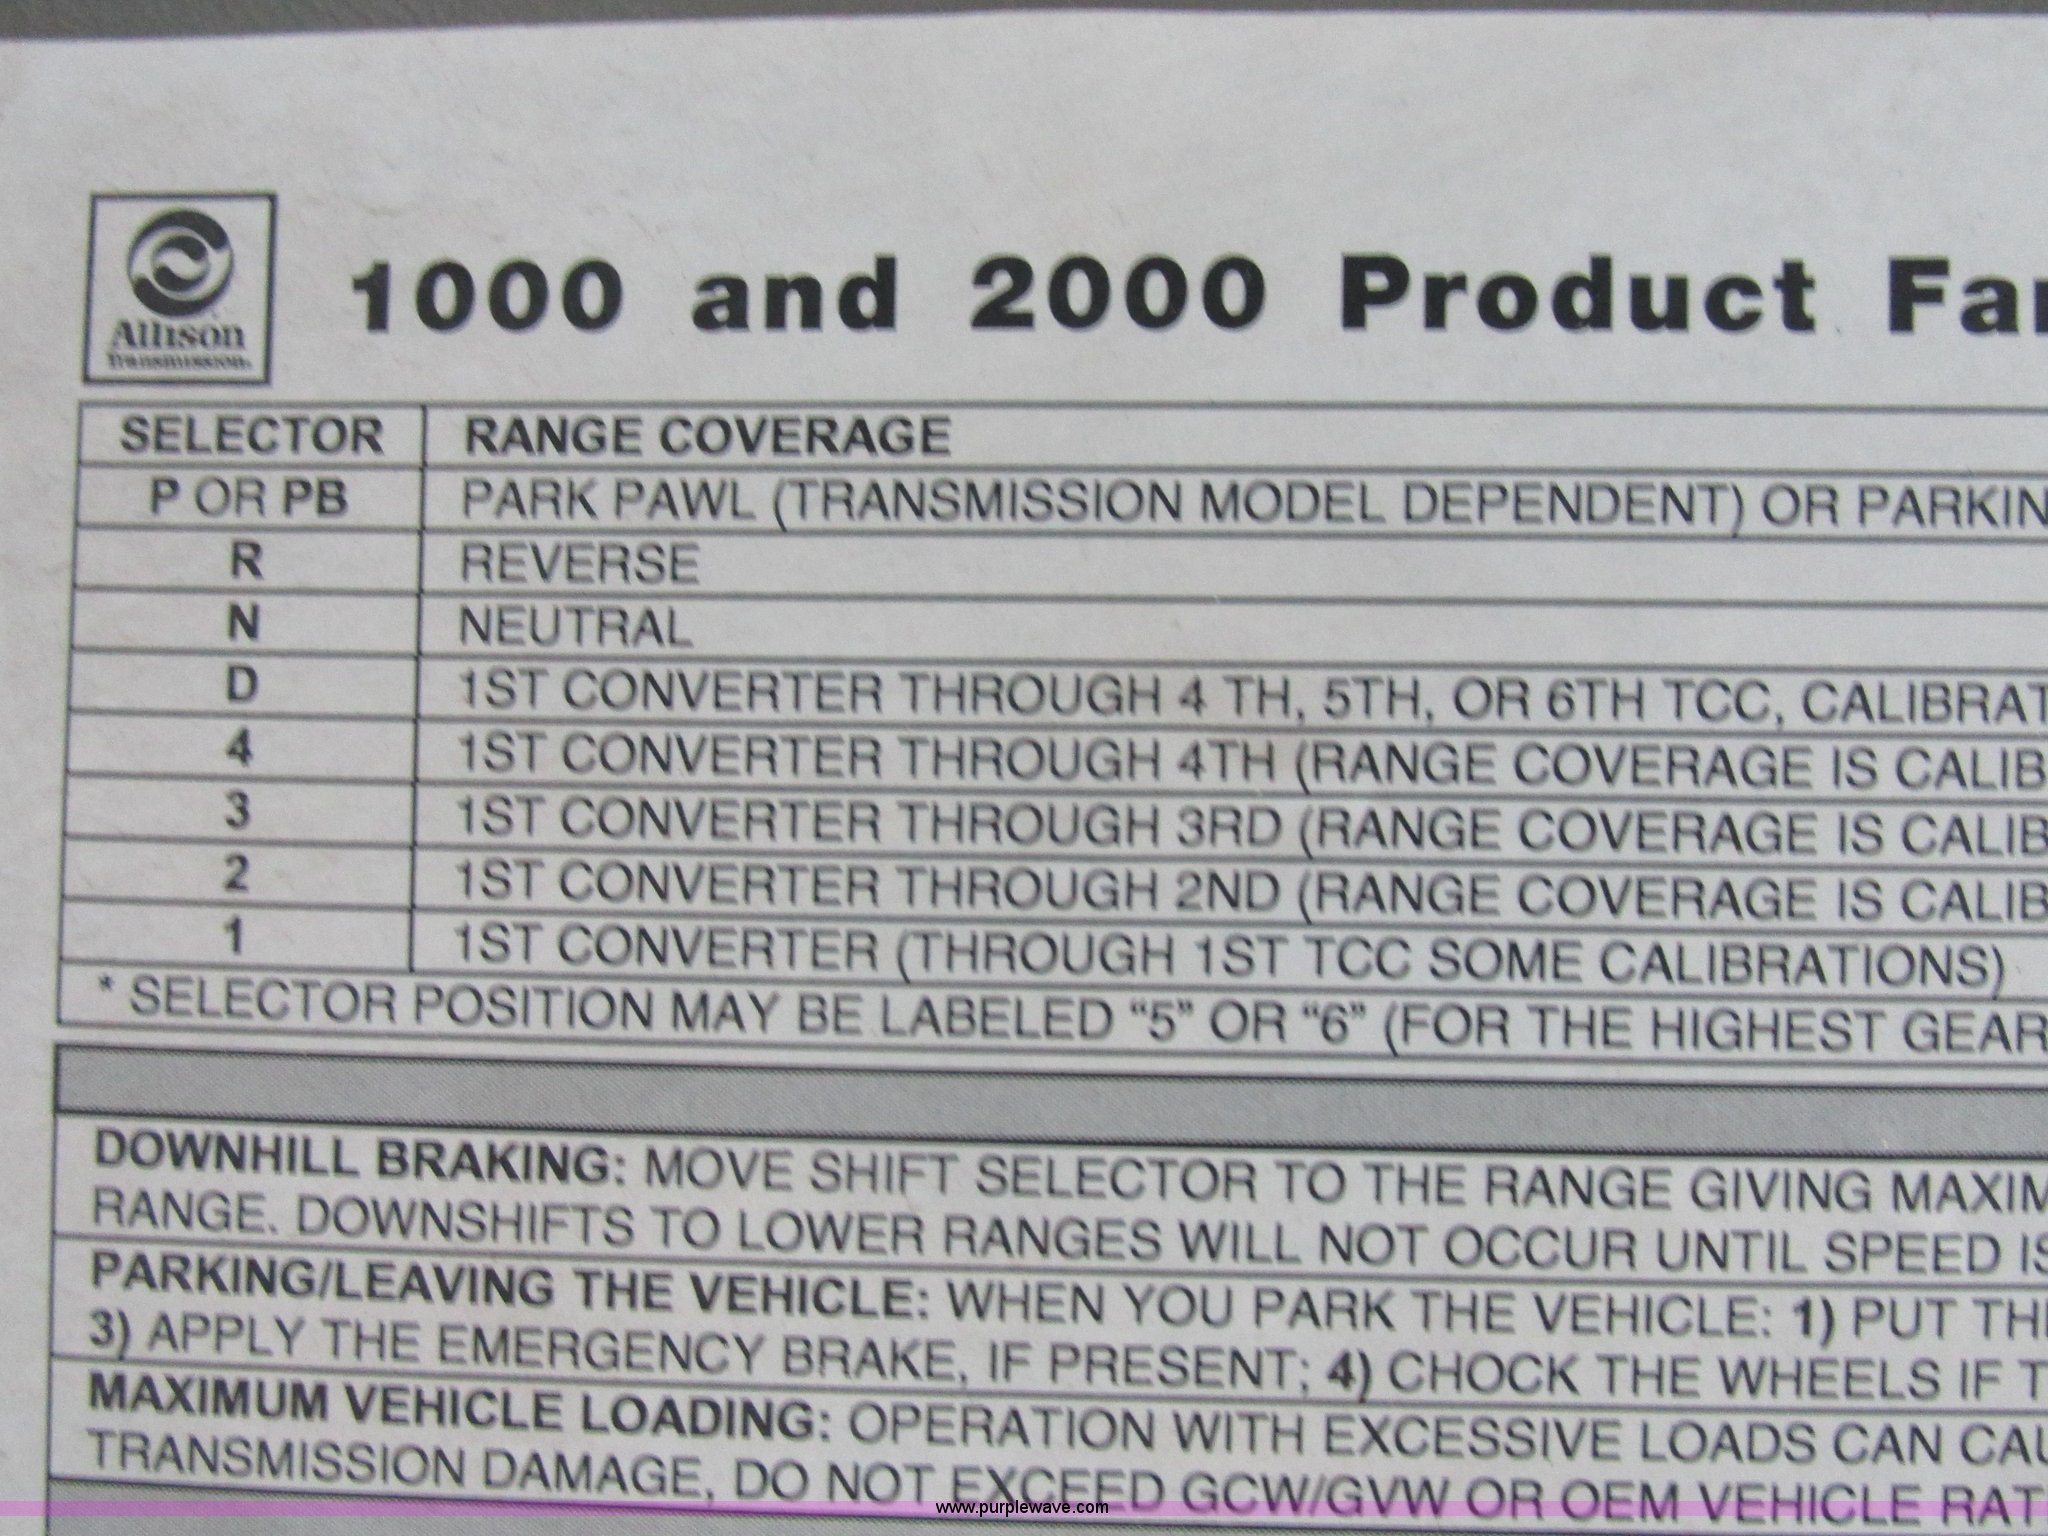 Allison
Transmission
1000 and 2000 Product Fam
SELECTOR RANGE COVERAGE
P OR PB PARK PAWL (TRANSMISSION MODEL DEPENDENT) OR PARKIN
R REVERSE
N NEUTRAL
D 1ST CONVERTER THROUGH 4 TH, 5TH, OR 6TH TCC, CALIBRAT
4 1ST CONVERTER THROUGH 4TH (RANGE COVERAGE IS CALIB
3 1ST CONVERTER THROUGH 3RD (RANGE COVERAGE IS CALIB
2 1ST CONVERTER THROUGH 2ND (RANGE COVERAGE IS CALIB
1 1ST CONVERTER (THROUGH 1ST TCC SOME CALIBRATIONS)
* SELECTOR POSITION MAY BE LABELED “5” OR “6” (FOR THE HIGHEST GEAR
DOWNHILL BRAKING: MOVE SHIFT SELECTOR TO THE RANGE GIVING MAXIM
RANGE. DOWNSHIFTS TO LOWER RANGES WILL NOT OCCUR UNTIL SPEED IS
PARKING/LEAVING THE VEHICLE: WHEN YOU PARK THE VEHICLE: 1) PUT THE
3) APPLY THE EMERGENCY BRAKE, IF PRESENT; 4) CHOCK THE WHEELS IF T
MAXIMUM VEHICLE LOADING: OPERATION WITH EXCESSIVE LOADS CAN CAU
TRANSMISSION DAMAGE, DO NOT EXCEED GCW/GVW OR OEM VEHICLE RAT
www.purplewave.com